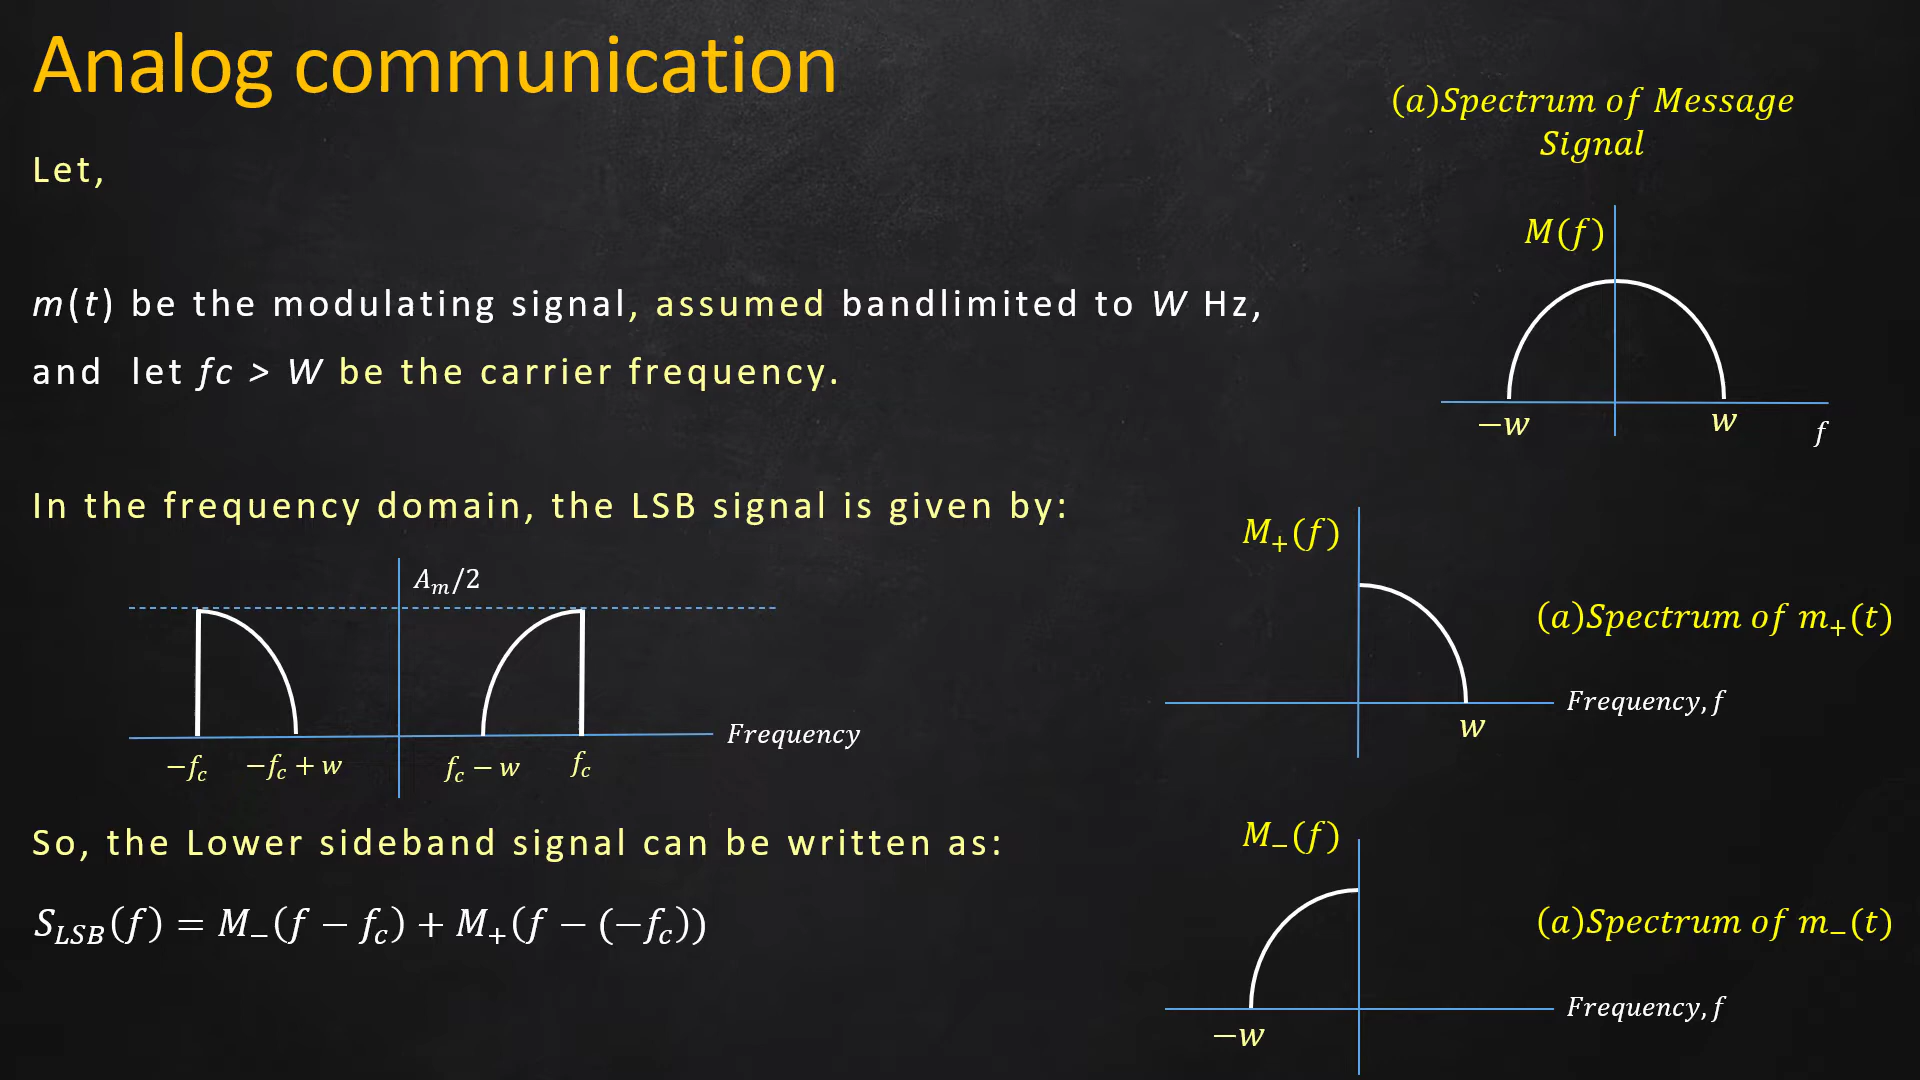 Analog communication
(a)Spectrum of Message
Signal
Let,
M(f)
m(t) be the modulating signal, assumed bandlimited to W Hz,
and let fc > W be the carrier frequency.
−w
w
f
In the frequency domain, the LSB signal is given by:
M₊(f)
Aₘ/2
(a)Spectrum of m₊(t)
Frequency, f
w
Frequency
−f_c
−f_c + w
f_c − w
f_c
So, the Lower sideband signal can be written as:
M₋(f)
S_LSB(f) = M₋(f − f_c) + M₊(f − (−f_c))
(a)Spectrum of m₋(t)
Frequency, f
−w